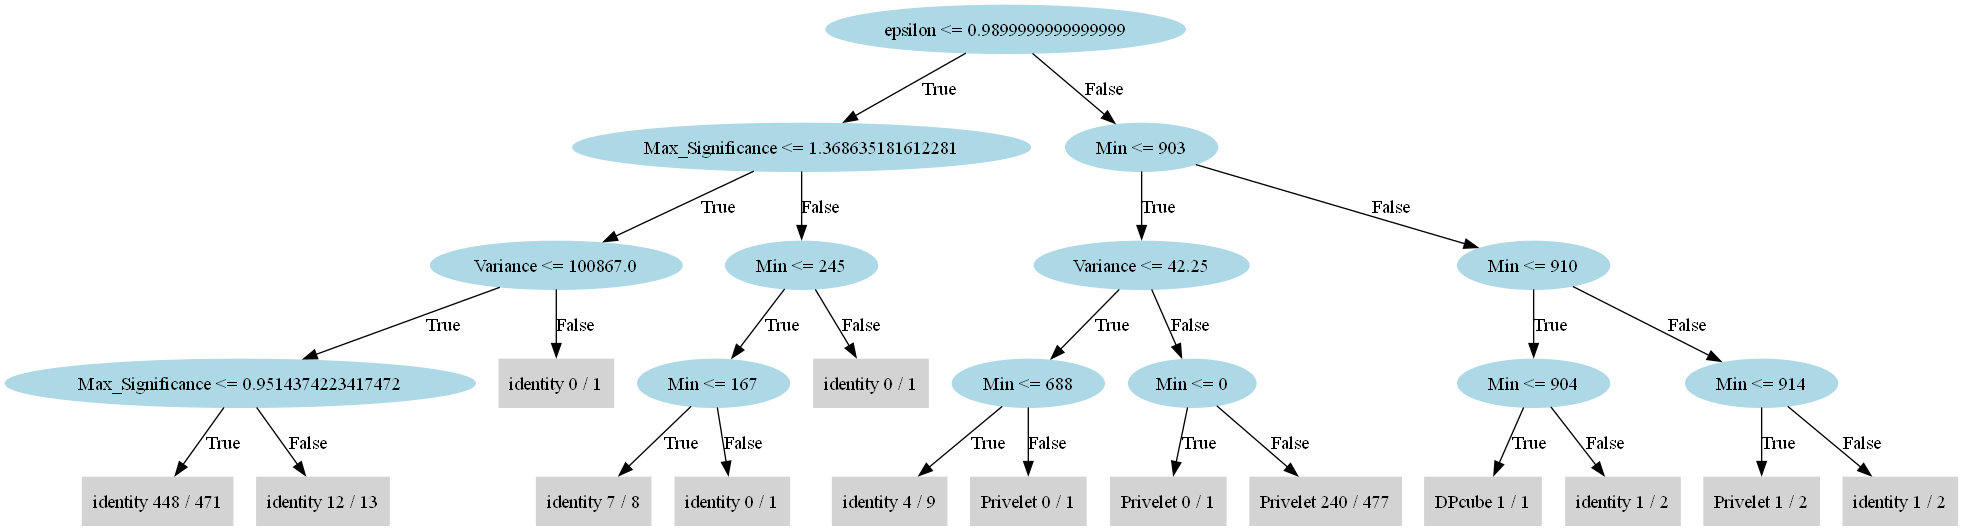 epsilon <= 0.9899999999999999
True
False
Max_Significance <= 1.368635181612281
Min <= 903
True
False
True
False
Variance <= 100867.0
Min <= 245
Variance <= 42.25
Min <= 910
True
False
True
False
True
False
True
False
Max_Significance <= 0.9514374223417472
identity 0 / 1
Min <= 167
identity 0 / 1
Min <= 688
Min <= 0
Min <= 904
Min <= 914
True
False
True
False
True
False
True
False
True
False
True
False
identity 448 / 471
identity 12 / 13
identity 7 / 8
identity 0 / 1
identity 4 / 9
Privelet 0 / 1
Privelet 0 / 1
Privelet 240 / 477
DPcube 1 / 1
identity 1 / 2
Privelet 1 / 2
identity 1 / 2